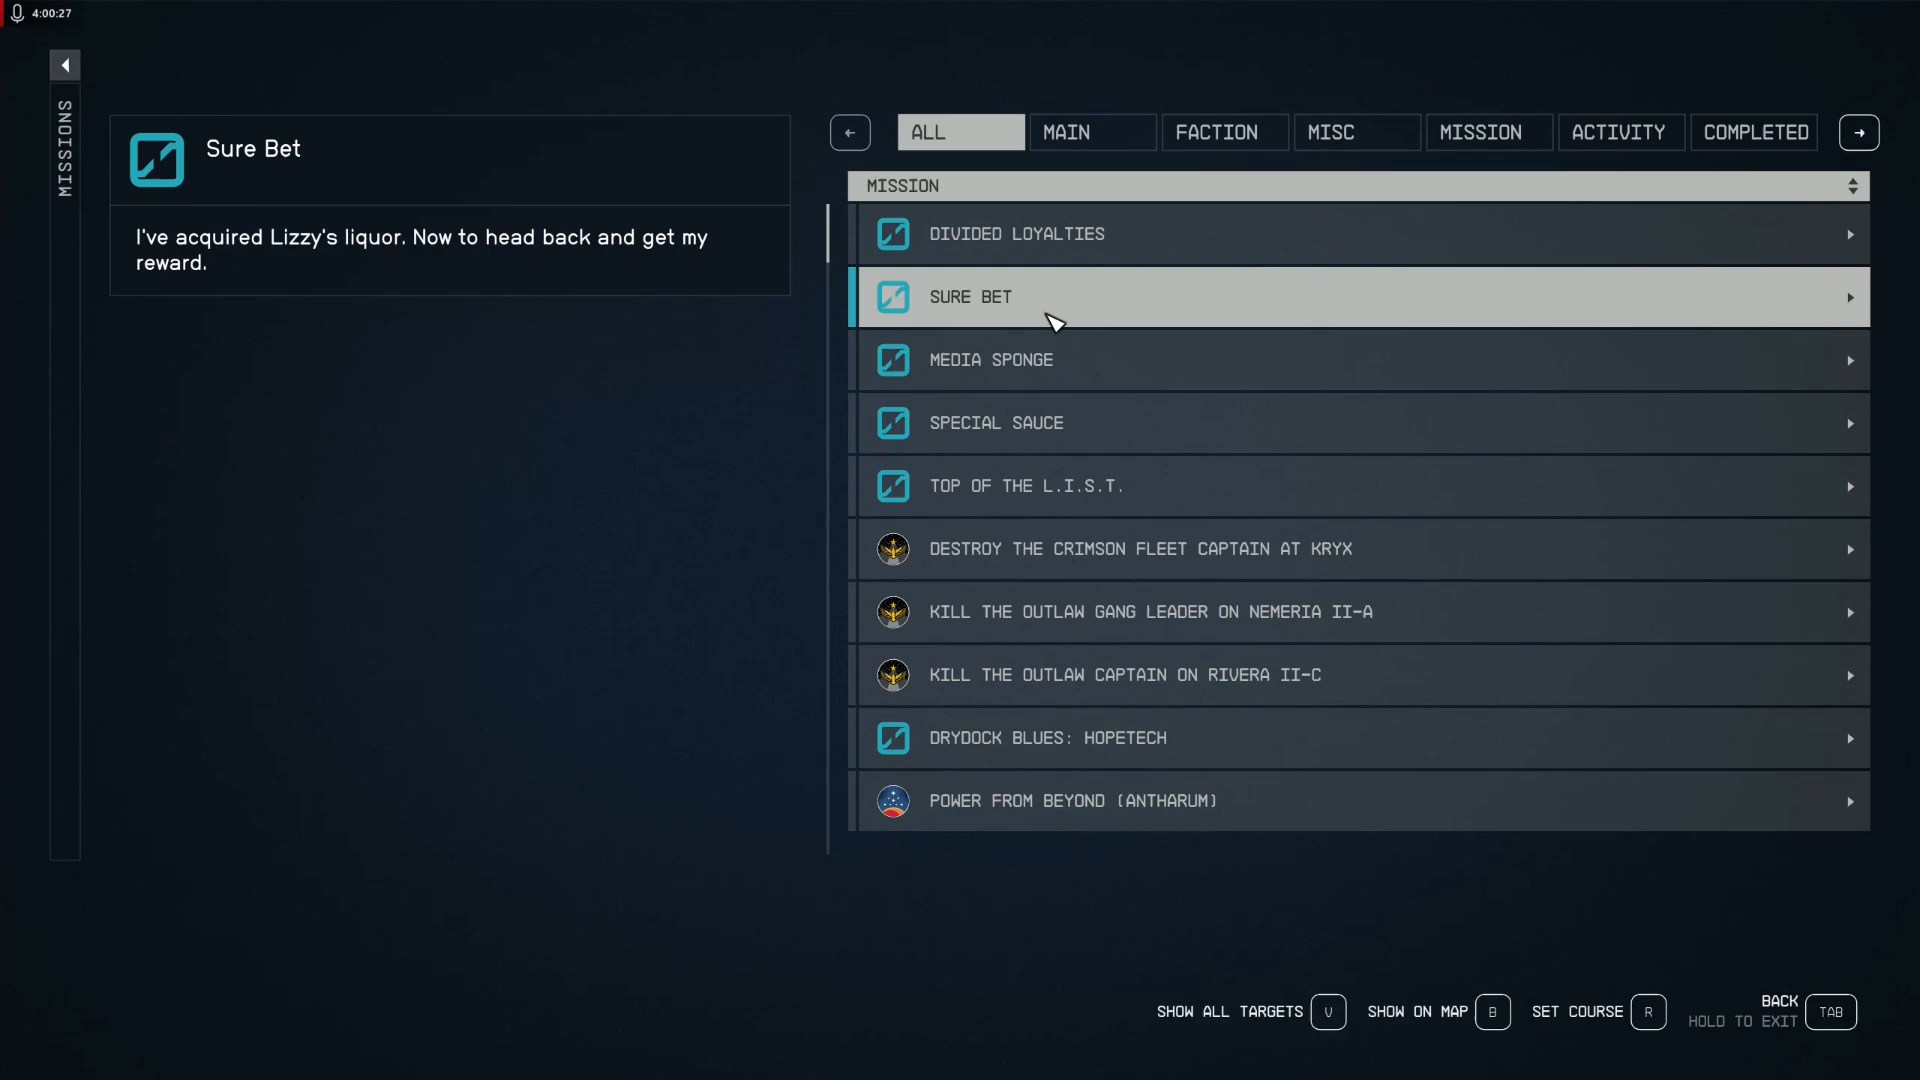 4:00:27
MISSIONS
Sure Bet
I've acquired Lizzy's liquor. Now to head back and get my
reward.
ALL MAIN FACTION MISC MISSION ACTIVITY COMPLETED
MISSION
DIVIDED LOYALTIES
SURE BET
MEDIA SPONGE
SPECIAL SAUCE
TOP OF THE L.I.S.T.
DESTROY THE CRIMSON FLEET CAPTAIN AT KRYX
KILL THE OUTLAW GANG LEADER ON NEMERIA II-A
KILL THE OUTLAW CAPTAIN ON RIVERA II-C
DRYDOCK BLUES: HOPETECH
POWER FROM BEYOND (ANTHARUM)
SHOW ALL TARGETS V SHOW ON MAP B SET COURSE R BACK TAB
HOLD TO EXIT